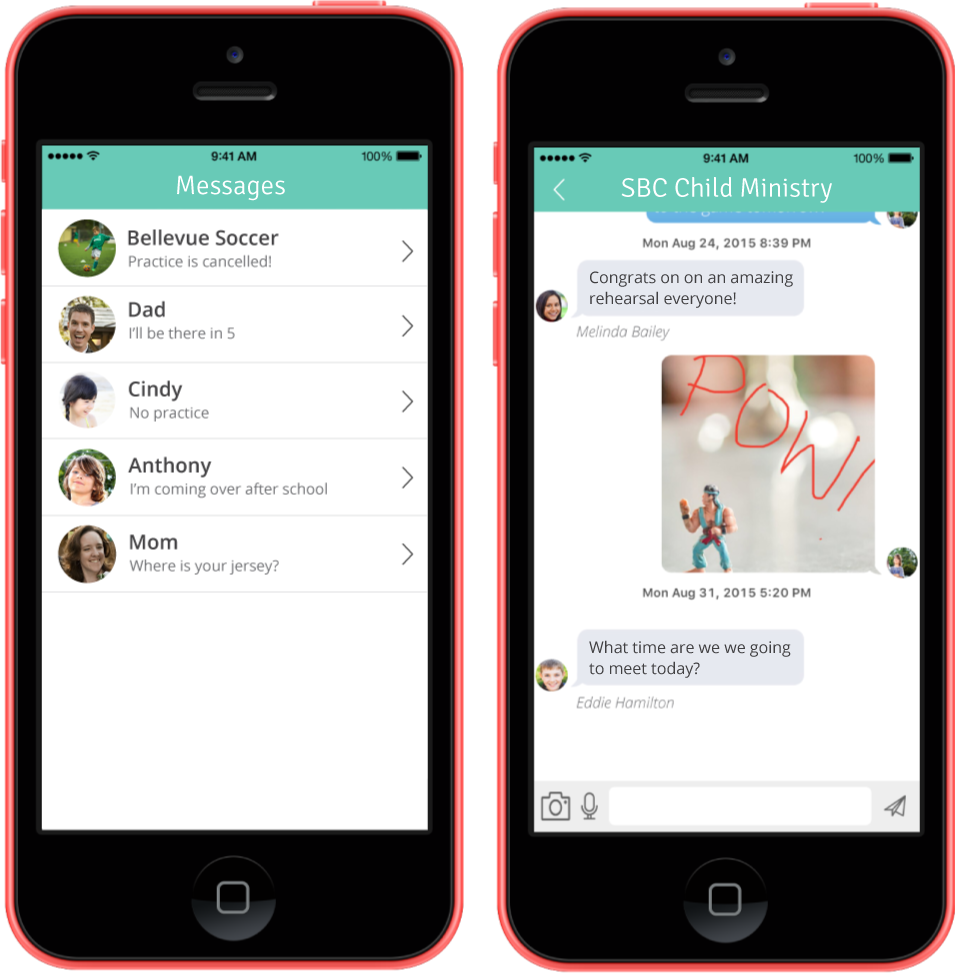 9:41 AM
100%
Messages
Bellevue Soccer
Practice is cancelled!
Dad
I'll be there in 5
Cindy
No practice
Anthony
I'm coming over after school
Mom
Where is your jersey?
9:41 AM
100%
SBC Child Ministry
Mon Aug 24, 2015 8:39 PM
Congrats on on an amazing
rehearsal everyone!
Melinda Bailey
POW!
Mon Aug 31, 2015 5:20 PM
What time are we we going
to meet today?
Eddie Hamilton